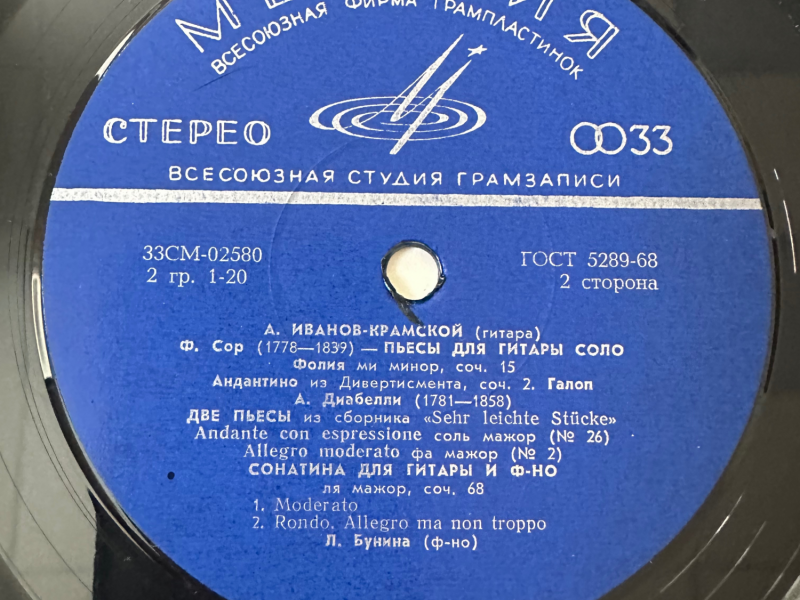 ВСЕСОЮЗНАЯ ФИРМА ГРАМПЛАСТИНОК
СТЕРЕО
33
ВСЕСОЮЗНАЯ СТУДИЯ ГРАМЗАПИСИ
33СМ-02580
ГОСТ 5289-68
2 гр. 1-20
2 сторона
А. ИВАНОВ-КРАМСКОЙ (гитара)
Ф. Сор (1778—1839) — ПЬЕСЫ ДЛЯ ГИТАРЫ СОЛО
Фолия ми минор, соч. 15
Андантино из Дивертисмента, соч. 2. Галоп
А. Диабелли (1781—1858)
ДВЕ ПЬЕСЫ из сборника «Sehr leichte Stücke»
Andante con espressione соль мажор (№ 26)
Allegro moderato фа мажор (№ 2)
СОНАТИНА ДЛЯ ГИТАРЫ И Ф-НО
ля мажор, соч. 68
1. Moderato
2. Rondo, Allegro ma non troppo
Л. Бунина (ф-но)